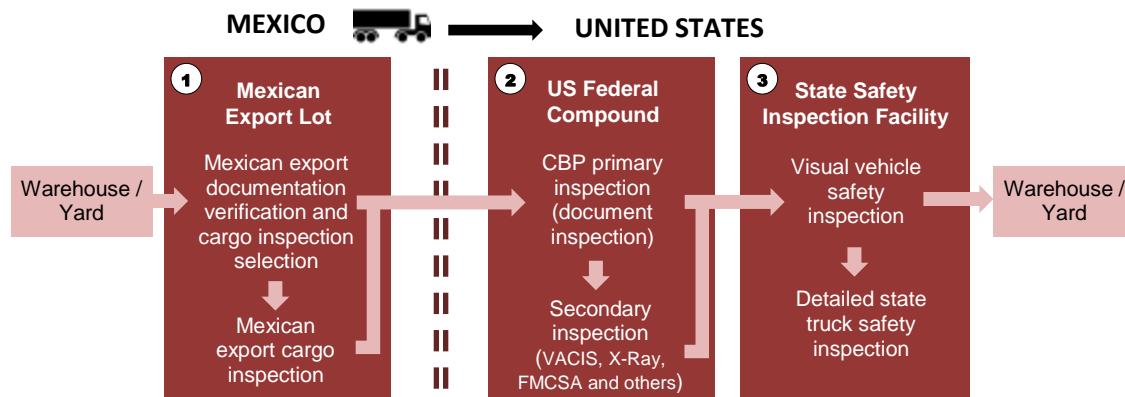 MEXICO
UNITED STATES
Warehouse /
Yard
1
Mexican
Export Lot
Mexican export
documentation
verification and
cargo inspection
selection
Mexican
export cargo
inspection
2
US Federal
Compound
CBP primary
inspection
(document
inspection)
Secondary
inspection
(VACIS, X-Ray,
FMCSA and others)
3
State Safety
Inspection Facility
Visual vehicle
safety
inspection
Detailed state
truck safety
inspection
Warehouse /
Yard